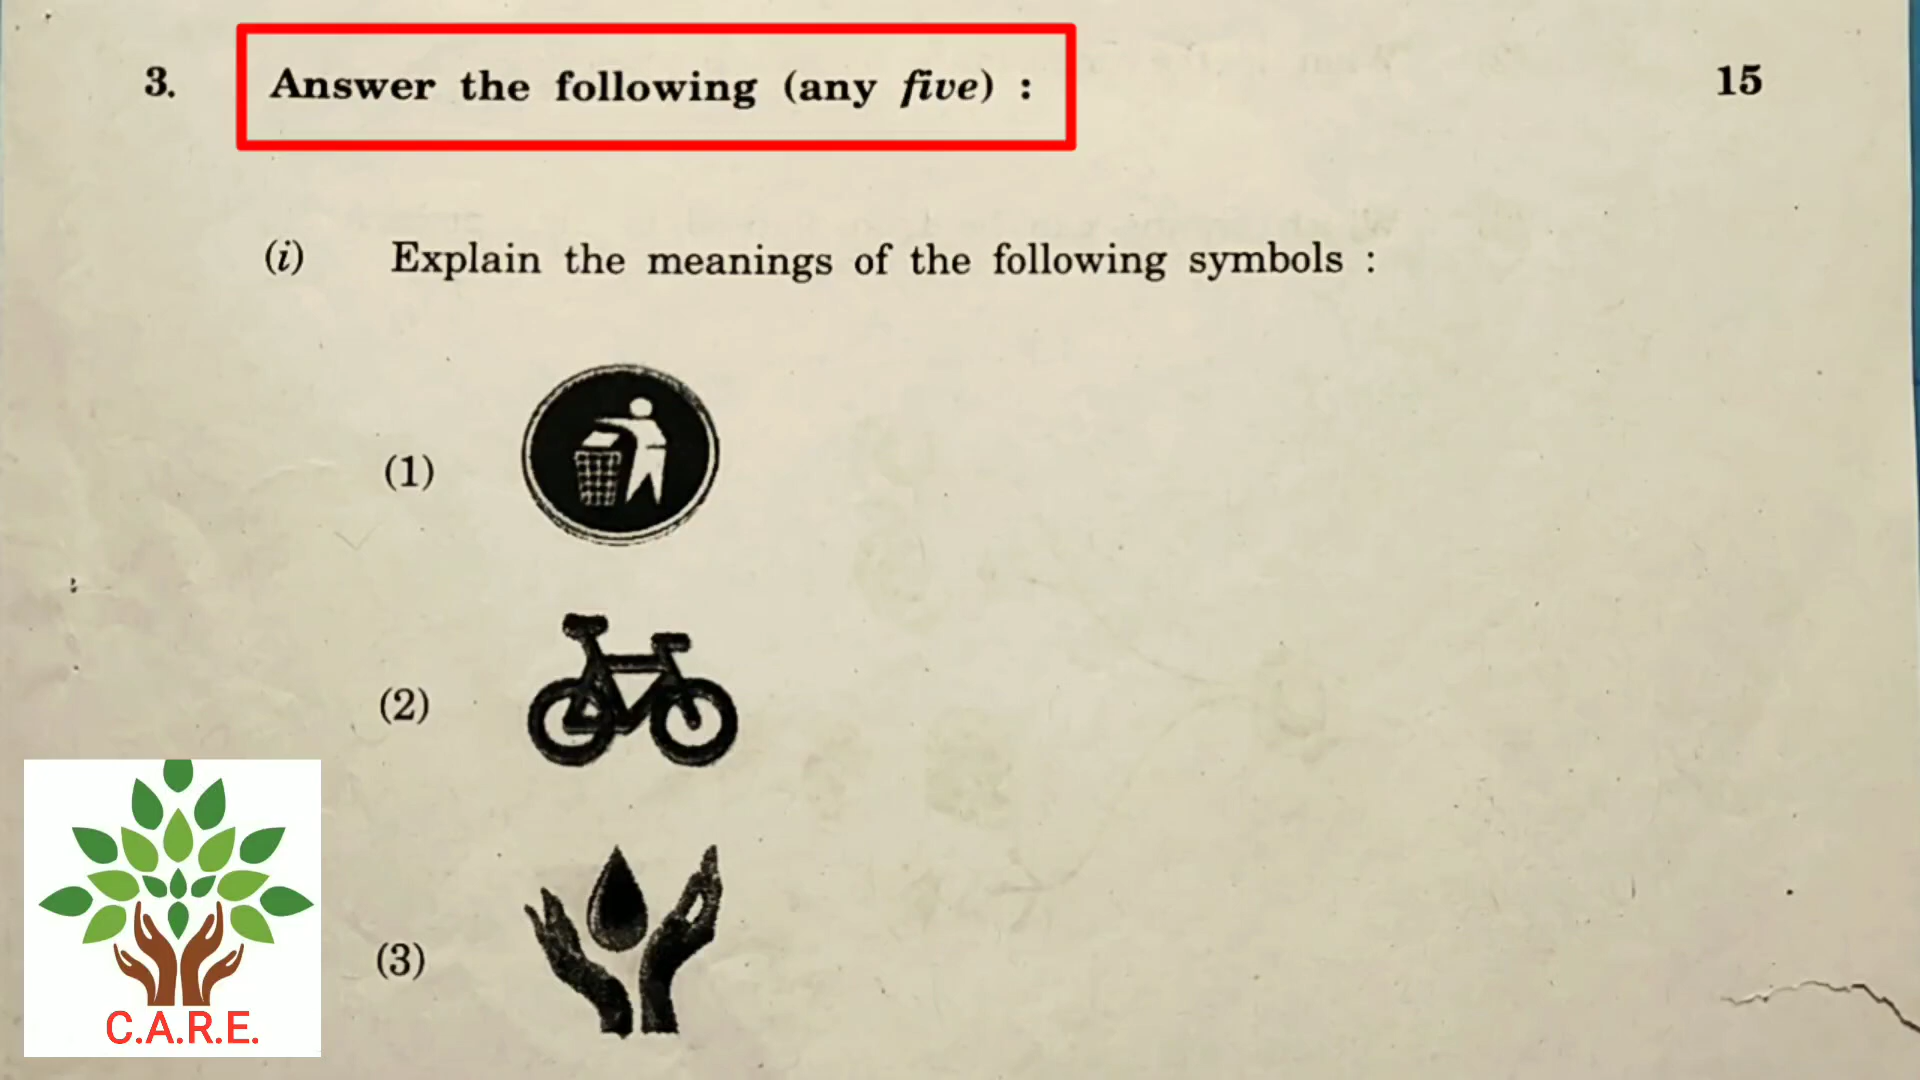 3. Answer the following (any five) : 15
(i) Explain the meanings of the following symbols :
(1)
(2)
(3)
C.A.R.E.